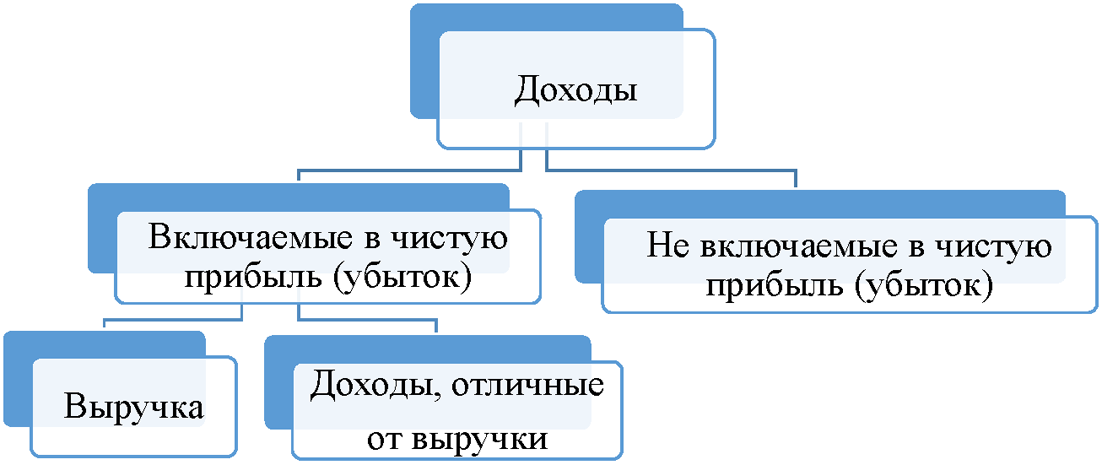 Доходы
Включаемые в чистую
прибыль (убыток)
Не включаемые в чистую
прибыль (убыток)
Выручка
Доходы, отличные
от выручки